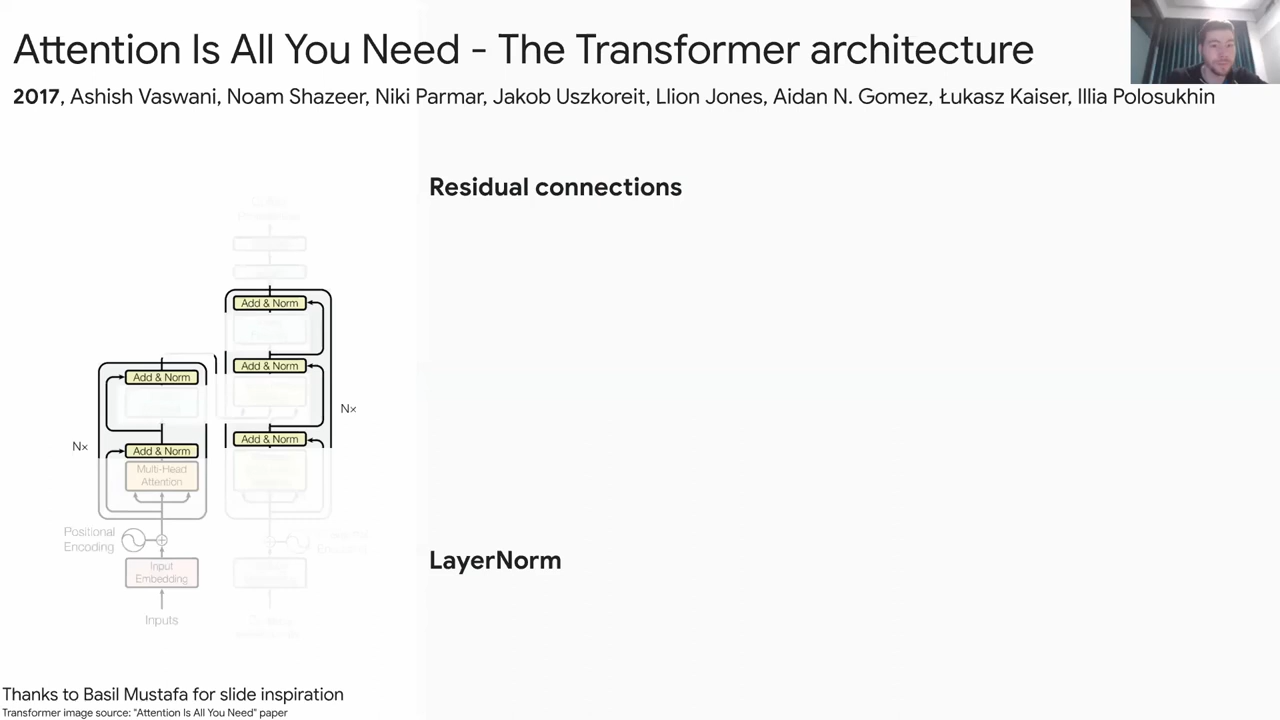 Attention Is All You Need - The Transformer architecture
2017, Ashish Vaswani, Noam Shazeer, Niki Parmar, Jakob Uszkoreit, Llion Jones, Aidan N. Gomez, Łukasz Kaiser, Illia Polosukhin
Residual connections
Add & Norm
Add & Norm
Add & Norm
Nx
Add & Norm
Nx
Add & Norm
Multi-Head
Attention
Positional
Encoding
Input
Embedding
Inputs
LayerNorm
Thanks to Basil Mustafa for slide inspiration
Transformer image source: "Attention Is All You Need" paper